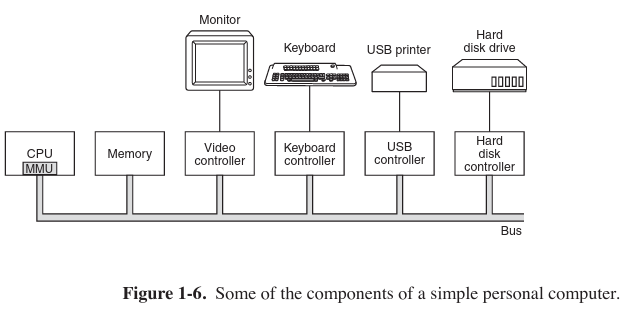 Monitor
Keyboard
USB printer
Hard
disk drive
CPU
MMU
Memory
Video
controller
Keyboard
controller
USB
controller
Hard
disk
controller
Bus
Figure 1-6. Some of the components of a simple personal computer.